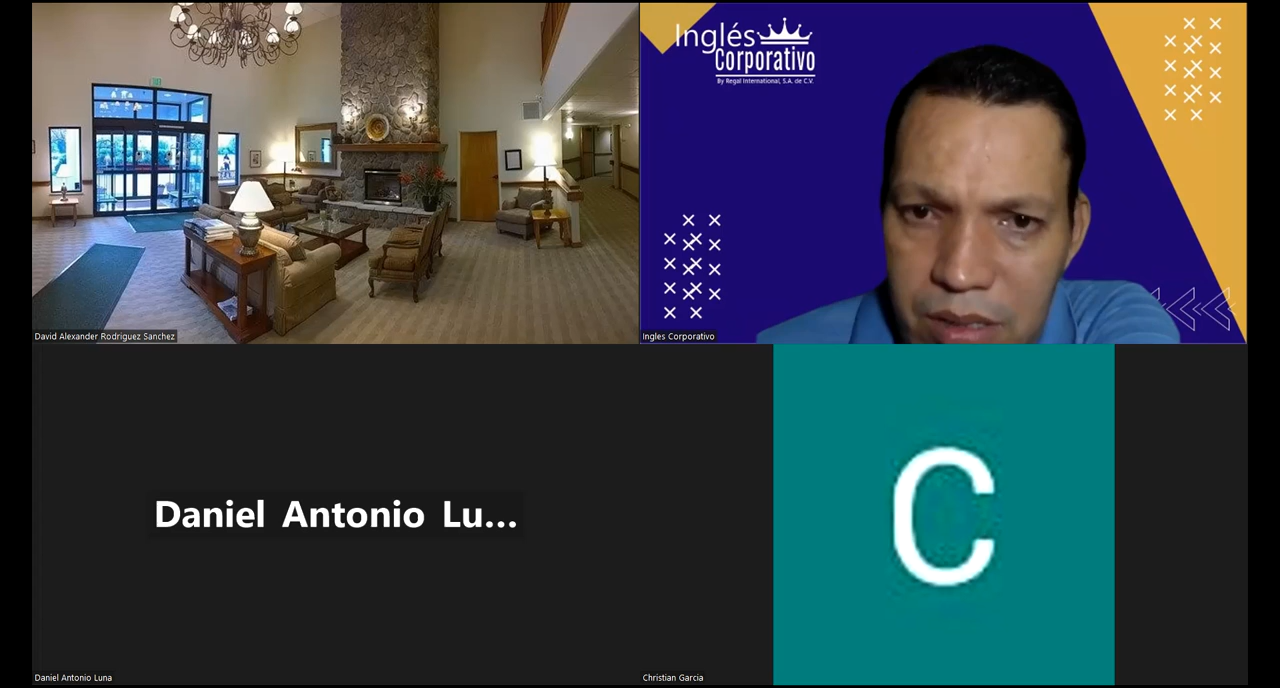 Inglés
Corporativo
By Regal International, S.A. de C.V.
David Alexander Rodriguez Sanchez
Ingles Corporativo
Daniel Antonio Lu...
C
Daniel Antonio Luna
Christian Garcia